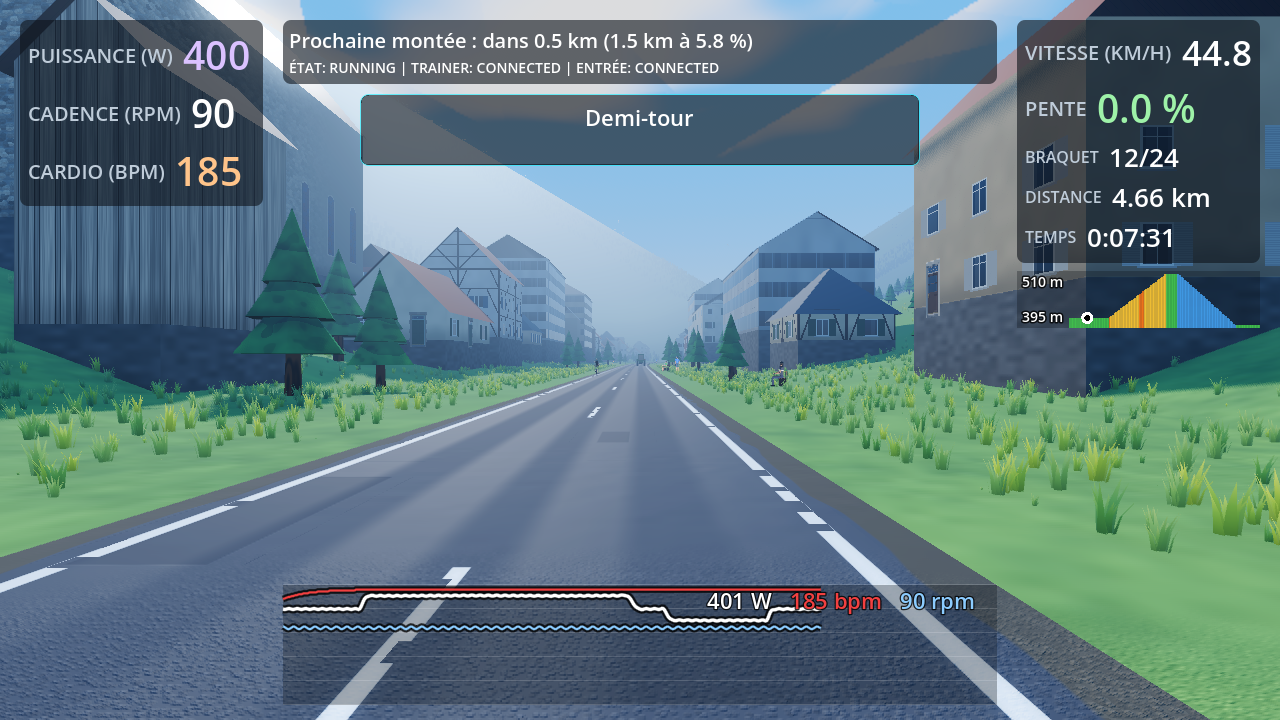 PUISSANCE (W) 400
CADENCE (RPM) 90
CARDIO (BPM) 185
Prochaine montée : dans 0.5 km (1.5 km à 5.8 %)
ÉTAT: RUNNING | TRAINER: CONNECTED | ENTRÉE: CONNECTED
Demi-tour
VITESSE (KM/H) 44.8
PENTE 0.0 %
BRAQUET 12/24
DISTANCE 4.66 km
TEMPS 0:07:31
510 m
395 m
401 W 185 bpm 90 rpm